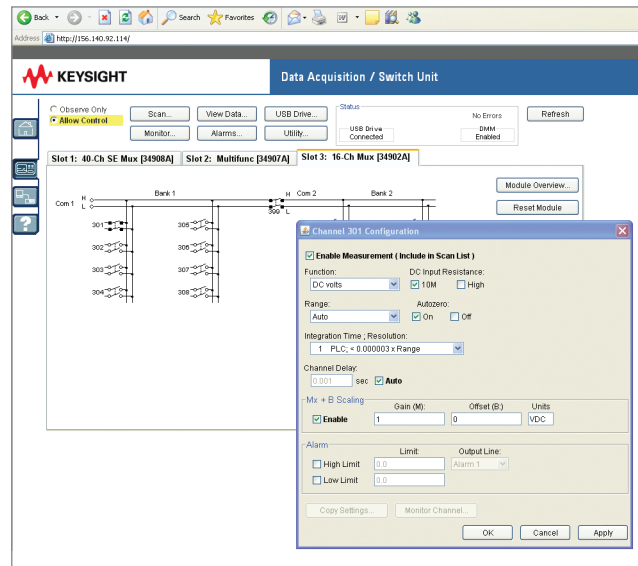 Back Search Favorites
Address http://156.140.92.114/
KEYSIGHT Data Acquisition / Switch Unit
Observe Only
Allow Control
Scan... View Data... USB Drive...
Monitor... Alarms... Utility...
Status
No Errors
USB Drive
Connected
DMM
Enabled
Refresh
Slot 1: 40-Ch SE Mux [34908A] Slot 2: Multifunc [34907A] Slot 3: 16-Ch Mux [34902A]
Module Overview...
Reset Module
Bank 1 H Com 2 Bank 2
Com 1 H
L
399 L
301 305
302 306
303 307
304 308
Channel 301 Configuration
Enable Measurement ( Include in Scan List )
Function: DC Input Resistance:
DC volts 10M High
Range: Autozero:
Auto On Off
Integration Time ; Resolution:
1 PLC; < 0.000003 x Range
Channel Delay:
0.001 sec Auto
Mx + B Scaling
Gain (M): Offset (B:) Units
Enable 1 0 VDC
Alarm
Limit: Output Line:
High Limit 0.0 Alarm 1
Low Limit 0.0
Copy Settings... Monitor Channel...
OK Cancel Apply